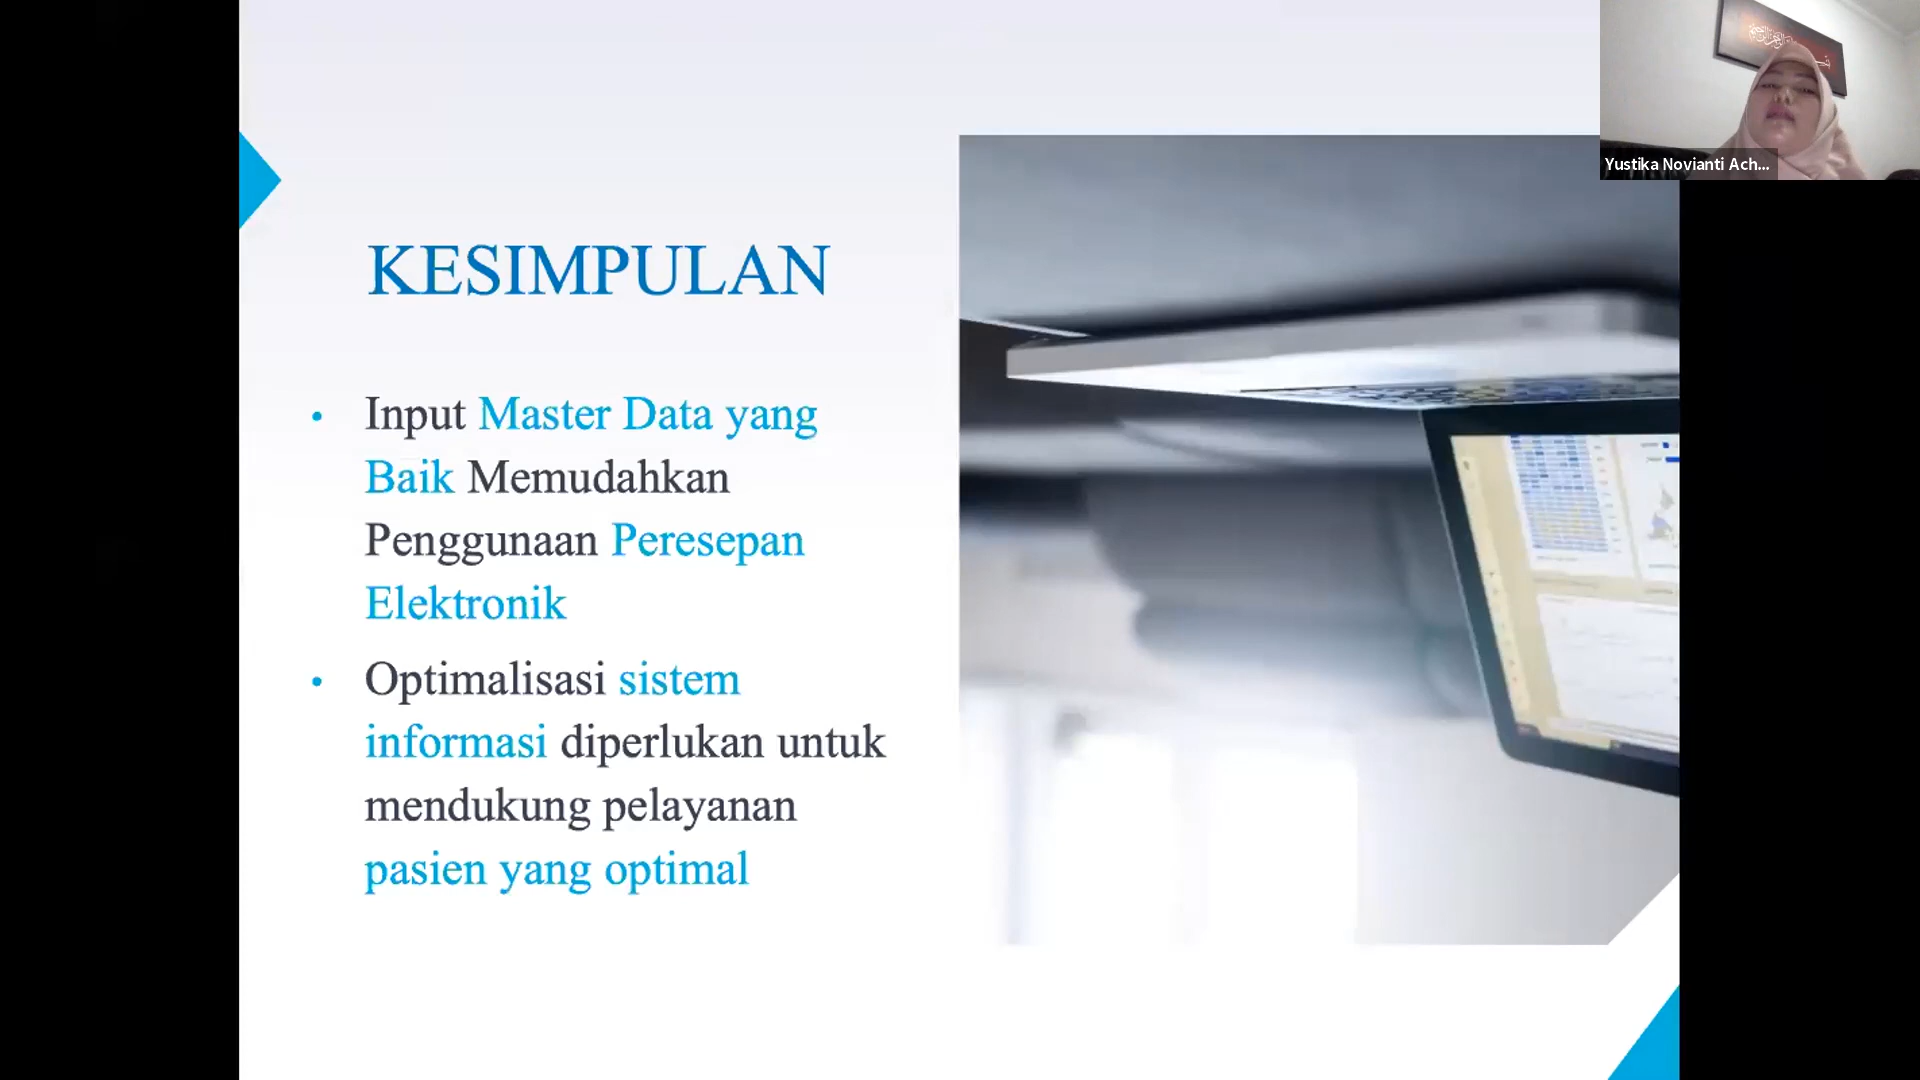 KESIMPULAN
• Input Master Data yang
Baik Memudahkan
Penggunaan Peresepan
Elektronik
• Optimalisasi sistem
informasi diperlukan untuk
mendukung pelayanan
pasien yang optimal
Yustika Novianti Ach...